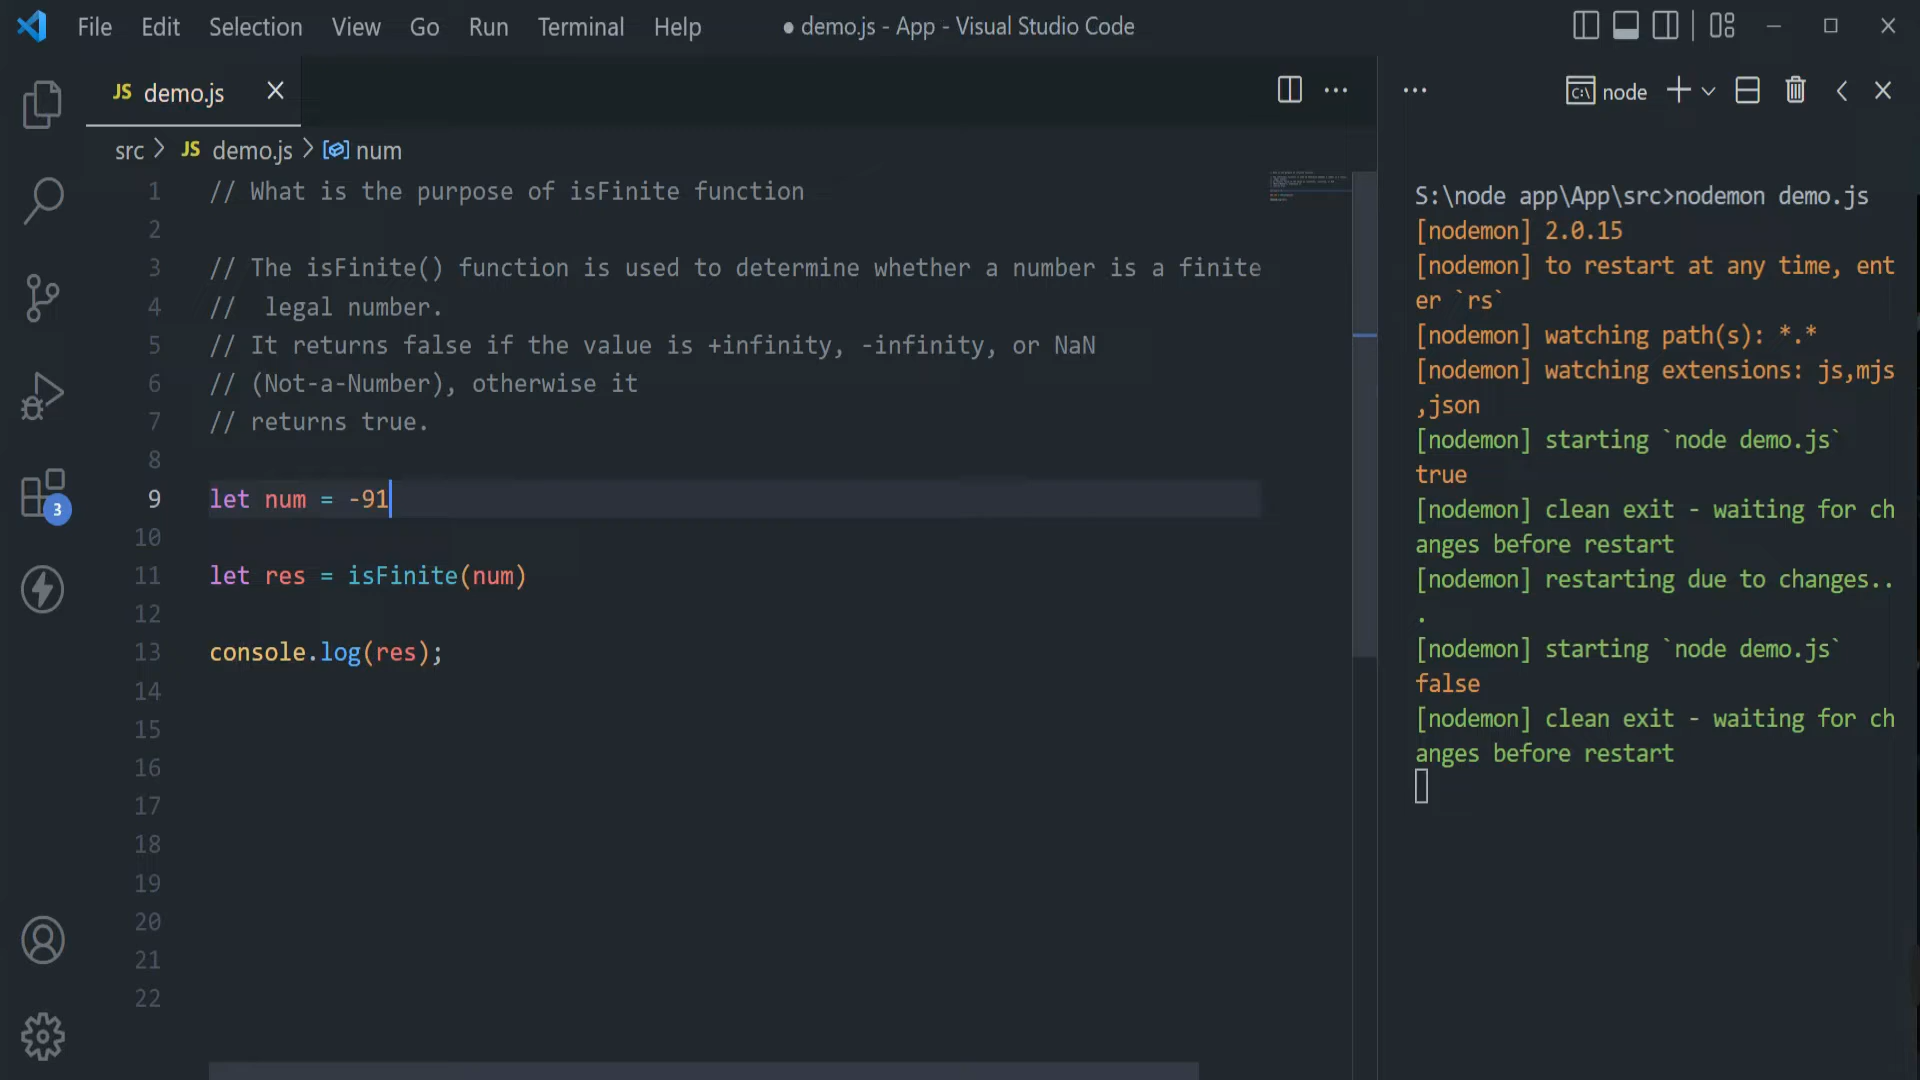 File Edit Selection View Go Run Terminal Help ● demo.js - App - Visual Studio Code
JS demo.js
node
src > JS demo.js > num
1 // What is the purpose of isFinite function
2
3 // The isFinite() function is used to determine whether a number is a finite
4 //  legal number.
5 // It returns false if the value is +infinity, -infinity, or NaN
6 // (Not-a-Number), otherwise it
7 // returns true.
8
9 let num = -91
10
11 let res = isFinite(num)
12
13 console.log(res);
14
15
16
17
18
19
20
21
22
3
S:\node app\App\src>nodemon demo.js
[nodemon] 2.0.15
[nodemon] to restart at any time, ent
er `rs`
[nodemon] watching path(s): *.*
[nodemon] watching extensions: js,mjs
,json
[nodemon] starting `node demo.js`
true
[nodemon] clean exit - waiting for ch
anges before restart
[nodemon] restarting due to changes..
.
[nodemon] starting `node demo.js`
false
[nodemon] clean exit - waiting for ch
anges before restart